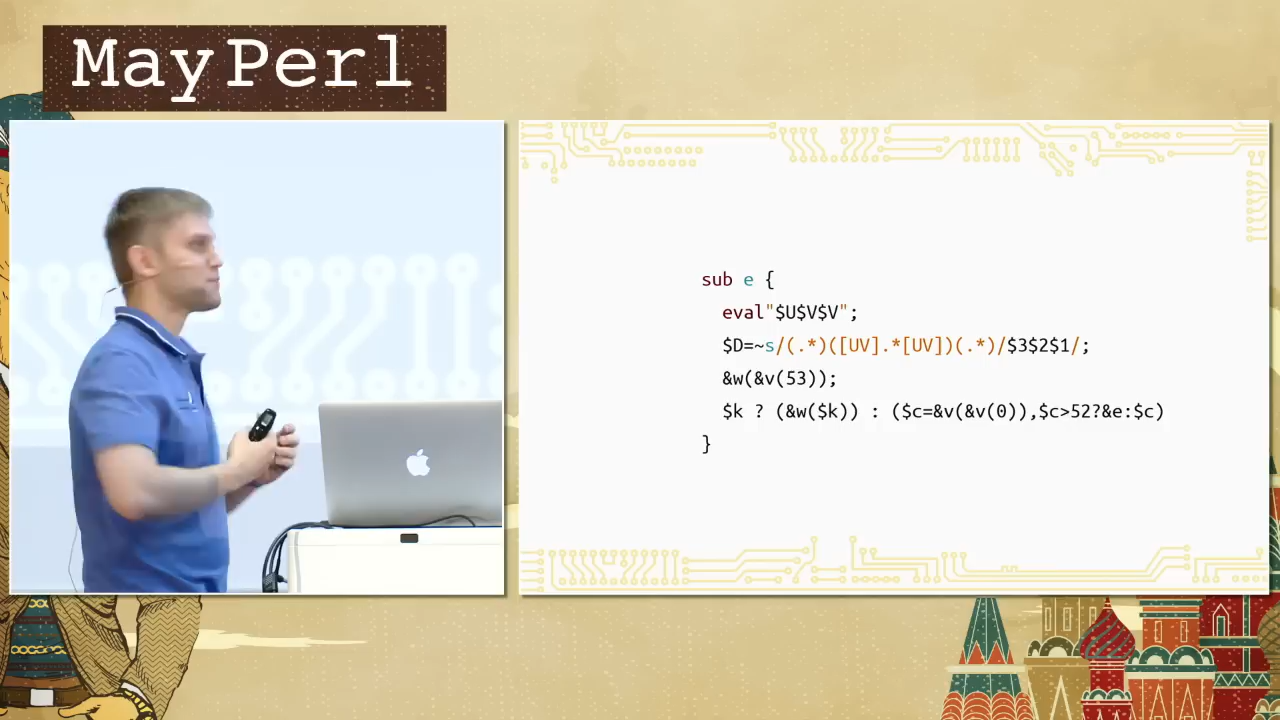 MayPerl
sub e {
eval"$U$V$V";
$D=~s/(.*)([UV].*[UV])(.*)/$3$2$1/;
&w(&v(53));
$k ? (&w($k)) : ($c=&v(&v(0)),$c>52?&e:$c)
}